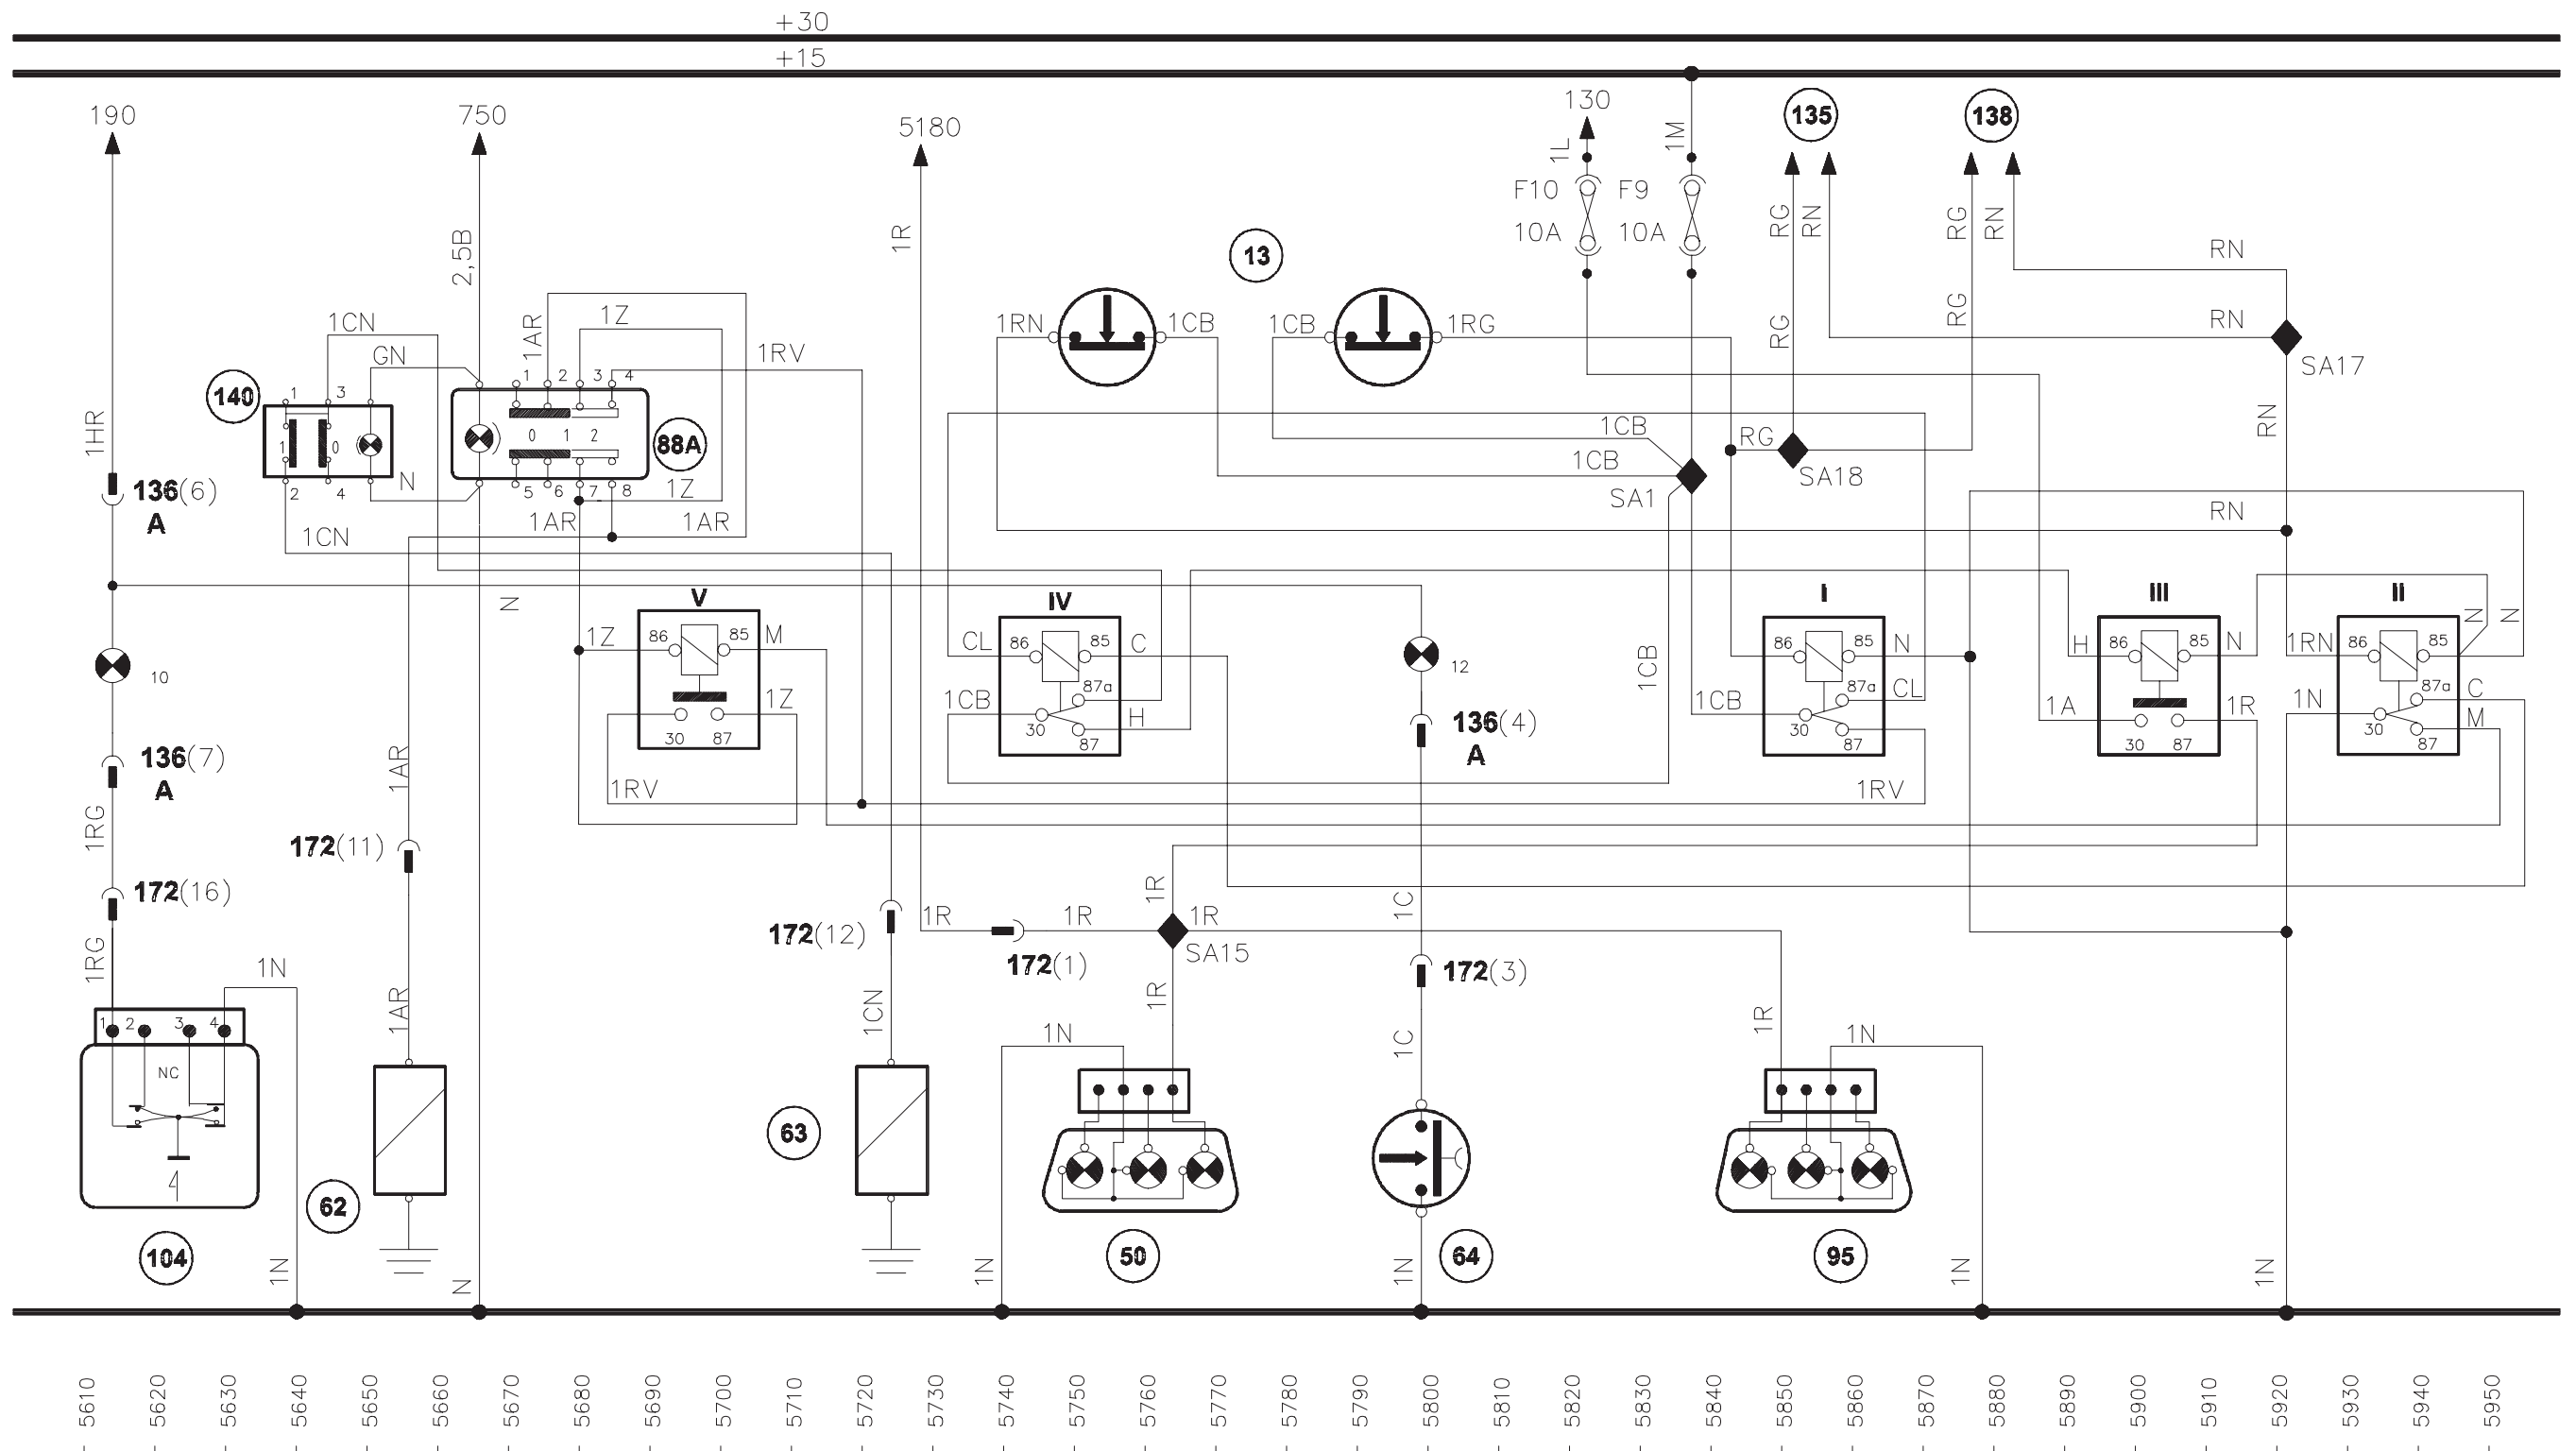 +30
+15
190
750
5180
130
135
138
1L
1M
F10
F9
10A
10A
RG
RN
RG
RN
1HR
2,5B
1R
13
RN
1RN
1CB
1CB
1RG
RG
RG
RN
SA17
1CN
GN
1AR
1Z
1RV
140
1
3
1
2
3
4
1
0
0
1
2
88A
2
4
N
5
6
7
8
1Z
1CB
1CB
SA1
RG
SA18
RN
136(6)
A
1CN
1AR
1AR
RN
N
V
IV
I
III
II
1Z
86
85
M
1Z
30
87
1RV
CL
86
85
C
1CB
87a
H
30
87
1CB
12
136(4)
A
86
85
N
1CB
87a
CL
30
87
1RV
H
86
85
N
1A
1R
30
87
N
N
1RN
86
85
1N
87a
C
M
30
87
10
136(7)
A
1RG
1AR
172(11)
172(16)
1RG
1N
172(12)
1R
172(1)
1R
1R
1R
SA15
1R
1C
172(3)
1C
1
2
3
4
NC
1AR
1CN
1N
1R
1N
104
62
63
50
64
95
1N
N
1N
1N
1N
1N
5610
5620
5630
5640
5650
5660
5670
5680
5690
5700
5710
5720
5730
5740
5750
5760
5770
5780
5790
5800
5810
5820
5830
5840
5850
5860
5870
5880
5890
5900
5910
5920
5930
5940
5950